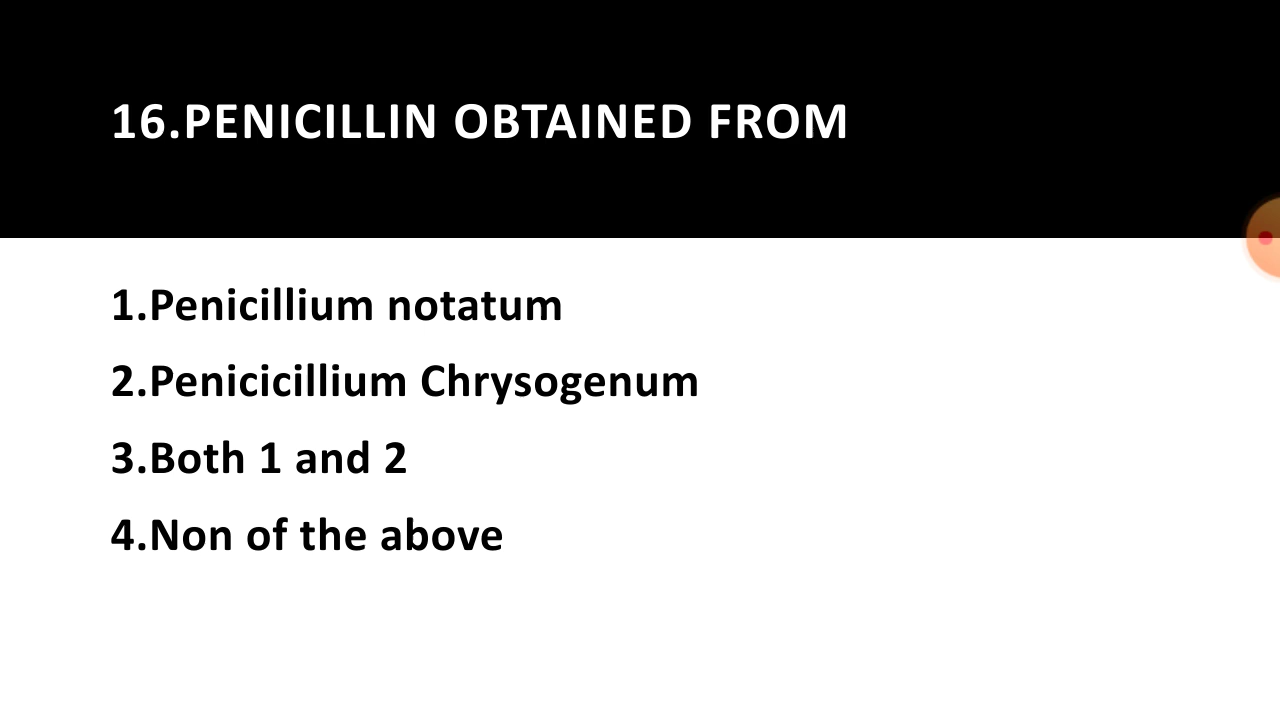 16.PENICILLIN OBTAINED FROM
1.Penicillium notatum
2.Penicicillium Chrysogenum
3.Both 1 and 2
4.Non of the above